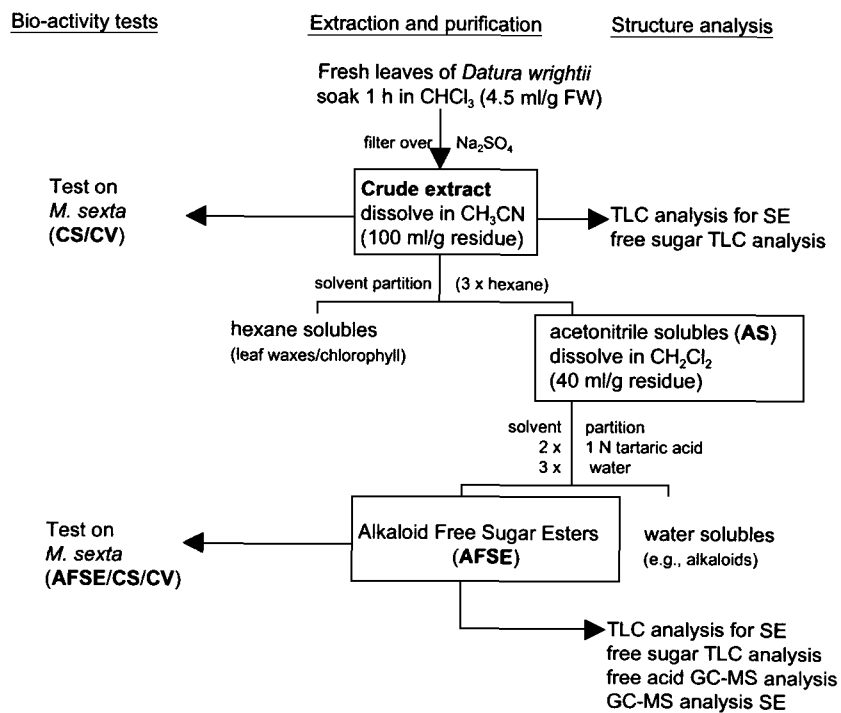 Bio-activity tests
Extraction and purification
Structure analysis
Fresh leaves of Datura wrightii
soak 1 h in CHCl₃ (4.5 ml/g FW)
filter over Na₂SO₄
Crude extract
dissolve in CH₃CN
(100 ml/g residue)
Test on
M. sexta
(CS/CV)
TLC analysis for SE
free sugar TLC analysis
solvent partition (3 x hexane)
hexane solubles
(leaf waxes/chlorophyll)
acetonitrile solubles (AS)
dissolve in CH₂Cl₂
(40 ml/g residue)
solvent partition
2 x 1 N tartaric acid
3 x water
Alkaloid Free Sugar Esters
(AFSE)
water solubles
(e.g., alkaloids)
Test on
M. sexta
(AFSE/CS/CV)
TLC analysis for SE
free sugar TLC analysis
free acid GC-MS analysis
GC-MS analysis SE